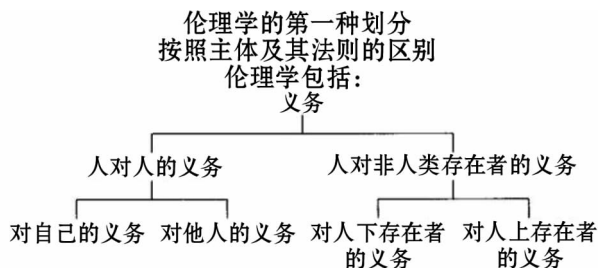 伦理学的第一种划分
按照主体及其法则的区别
伦理学包括：
义务
人对人的义务 人对非人类存在者的义务
对自己的义务 对他人的义务 对人下存在者的义务 对人上存在者的义务